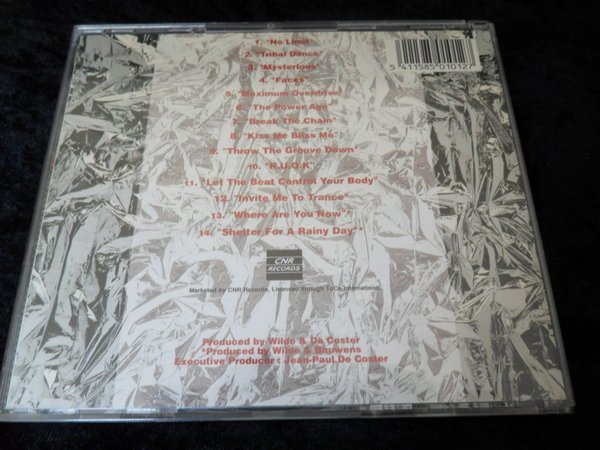 1. "No Limit"
2. "Tribal Dance"
3. "Mysterious"
4. "Faces"
5. "Maximum Overdrive"
6. "The Power Age"
7. "Break The Chain"
8. "Kiss Me Bliss Me"
9. "Throw The Groove Down"
10. "R.U.O.K"
11. "Let The Beat Control Your Body"
12. "Invite Me To Trance"
13. "Where Are You Now"*
14. "Shelter For A Rainy Day"*
5 411585 010127
CNR
RECORDS
Marketed by CNR Records, Licensed through ToCo International.
Produced by Wilde & De Coster
*Produced by Wilde & Bauwens
Executive Producer : Jean-Paul De Coster